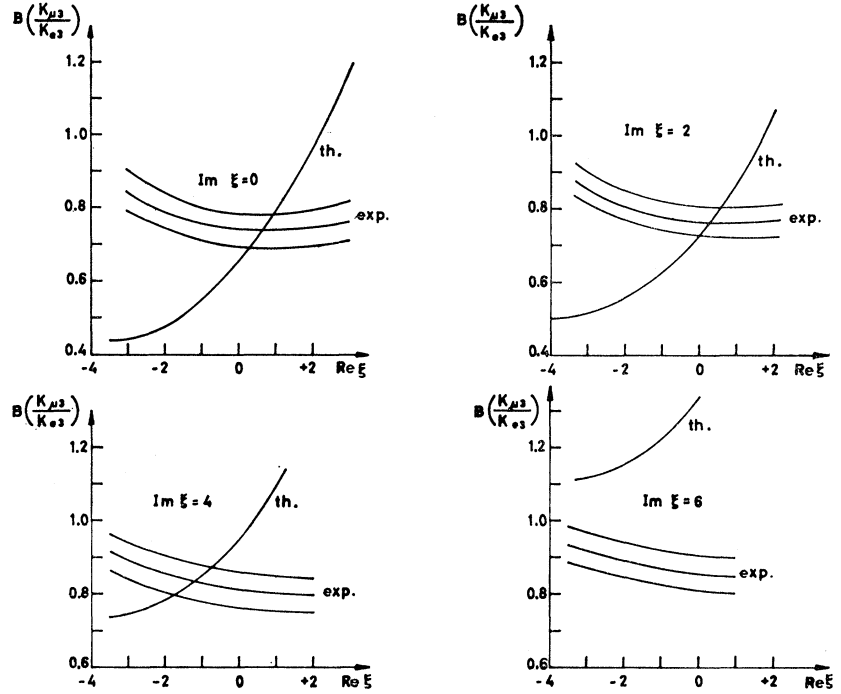 B(Kμ3/Ke3)
1.2
1.0
0.8
0.6
0.4
Im ξ=0
th.
exp.
-4 -2 0 +2 Re ξ
B(Kμ3/Ke3)
1.2
1.0
0.8
0.6
0.4
Im ξ = 2
th.
exp.
-4 -2 0 +2 Re ξ
B(Kμ3/Ke3)
1.2
1.0
0.8
0.6
Im ξ = 4
th.
exp.
-4 -2 0 +2 Re ξ
B(Kμ3/Ke3)
1.2
1.0
0.8
0.6
Im ξ = 6
th.
exp.
-4 -2 0 +2 Re ξ